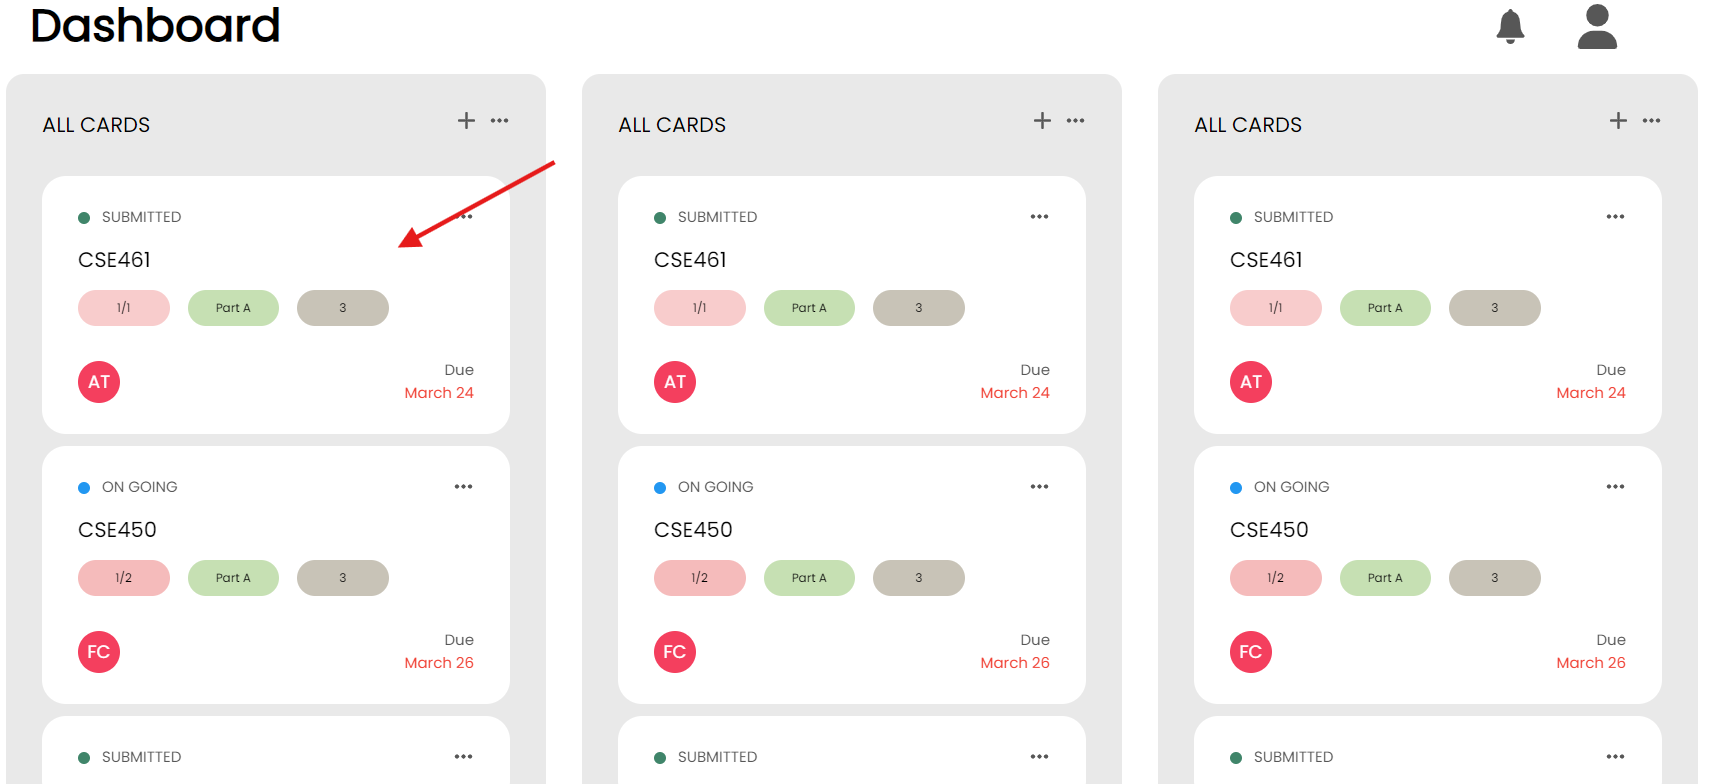 Dashboard
ALL CARDS
SUBMITTED
CSE461
1/1 Part A 3
AT
Due
March 24
ON GOING
CSE450
1/2 Part A 3
FC
Due
March 26
SUBMITTED
ALL CARDS
SUBMITTED
CSE461
1/1 Part A 3
AT
Due
March 24
ON GOING
CSE450
1/2 Part A 3
FC
Due
March 26
SUBMITTED
ALL CARDS
SUBMITTED
CSE461
1/1 Part A 3
AT
Due
March 24
ON GOING
CSE450
1/2 Part A 3
FC
Due
March 26
SUBMITTED